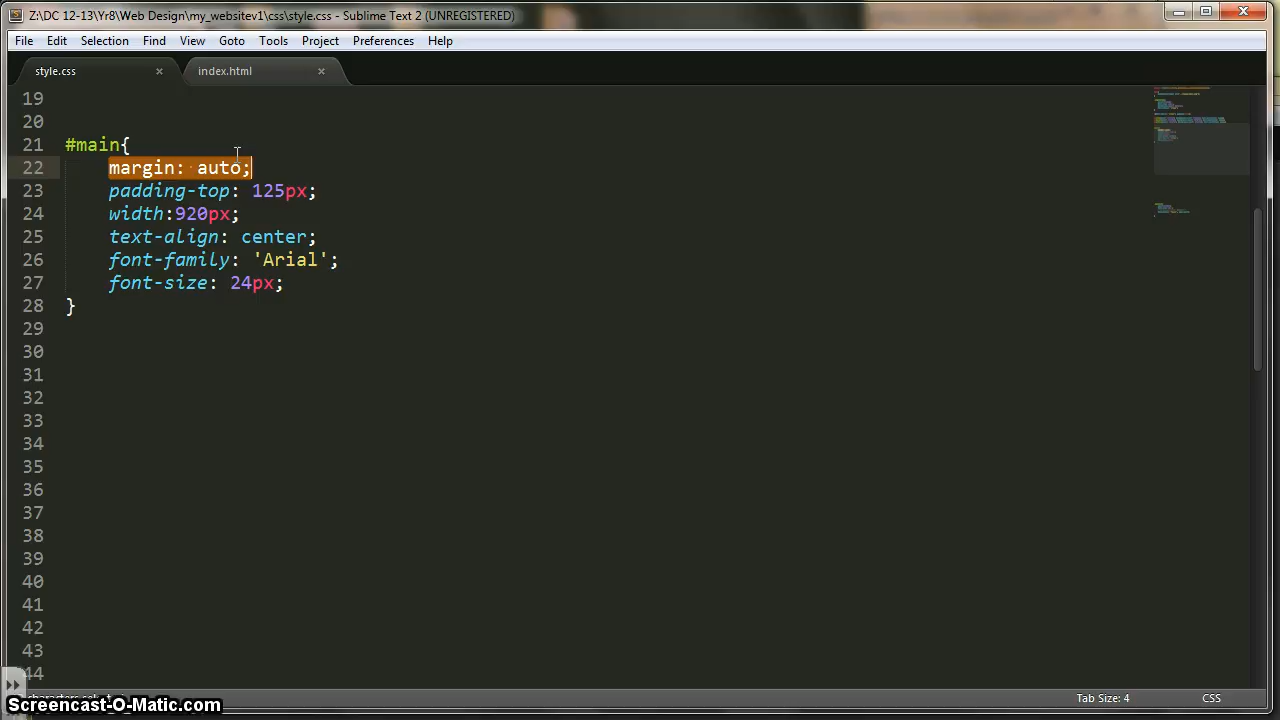 Z:\DC 12-13\Yr8\Web Design\my_websitev1\css\style.css - Sublime Text 2 (UNREGISTERED)
File Edit Selection Find View Goto Tools Project Preferences Help
style.css × index.html ×
19
20
21 #main{
22 margin: auto;
23 padding-top: 125px;
24 width:920px;
25 text-align: center;
26 font-family: 'Arial';
27 font-size: 24px;
28 }
29
30
31
32
33
34
35
36
37
38
39
40
41
42
43
44
Tab Size: 4 CSS
Screencast-O-Matic.com